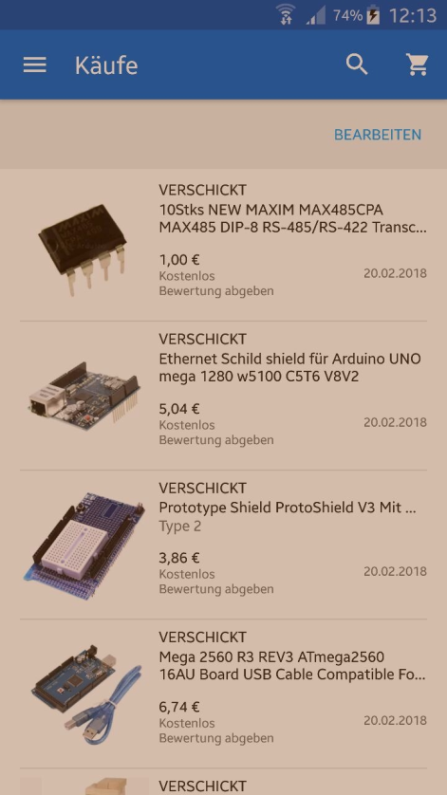 74% 12:13
Käufe
BEARBEITEN
VERSCHICKT
10Stks NEW MAXIM MAX485CPA
MAX485 DIP-8 RS-485/RS-422 Transc...
1,00 €
Kostenlos
20.02.2018
Bewertung abgeben
VERSCHICKT
Ethernet Schild shield für Arduino UNO
mega 1280 w5100 C5T6 V8V2
5,04 €
Kostenlos
20.02.2018
Bewertung abgeben
VERSCHICKT
Prototype Shield ProtoShield V3 Mit ...
Type 2
3,86 €
Kostenlos
20.02.2018
Bewertung abgeben
VERSCHICKT
Mega 2560 R3 REV3 ATmega2560
16AU Board USB Cable Compatible Fo...
6,74 €
Kostenlos
20.02.2018
Bewertung abgeben
VERSCHICKT